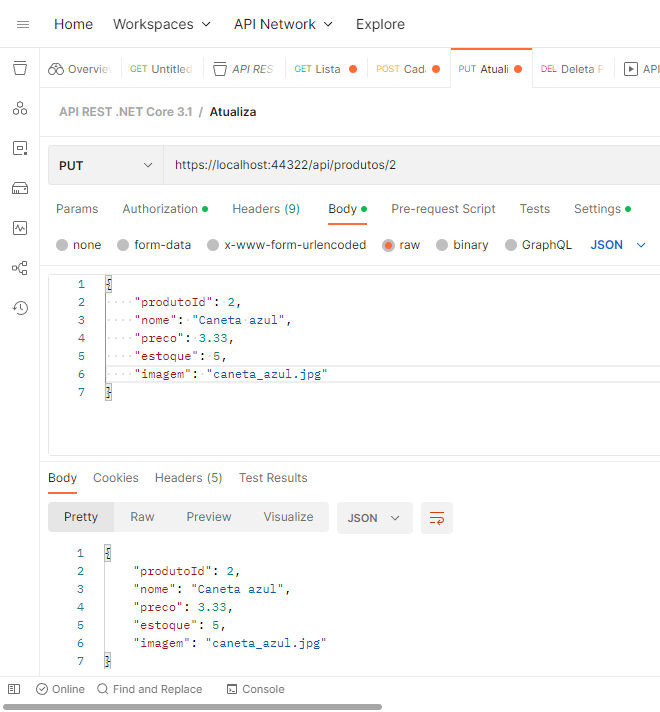 Home Workspaces API Network Explore
Overvie GET Untitled API RES GET Lista PUT Atuali DEL Deleta API
POST Cad
API REST .NET Core 3.1 / Atualiza
PUT https://localhost:44322/api/produtos/2
Params Authorization Headers (9) Body Pre-request Script Tests Settings
none form-data x-www-form-urlencoded raw binary GraphQL JSON
1 {
2 "produtoId": 2,
3 "nome": "Caneta azul",
4 "preco": 3.33,
5 "estoque": 5,
6 "imagem": "caneta_azul.jpg"
7 }
Body Cookies Headers (5) Test Results
Pretty Raw Preview Visualize JSON
1 {
2 "produtoId": 2,
3 "nome": "Caneta azul",
4 "preco": 3.33,
5 "estoque": 5,
6 "imagem": "caneta_azul.jpg"
7 }
Online Find and Replace Console